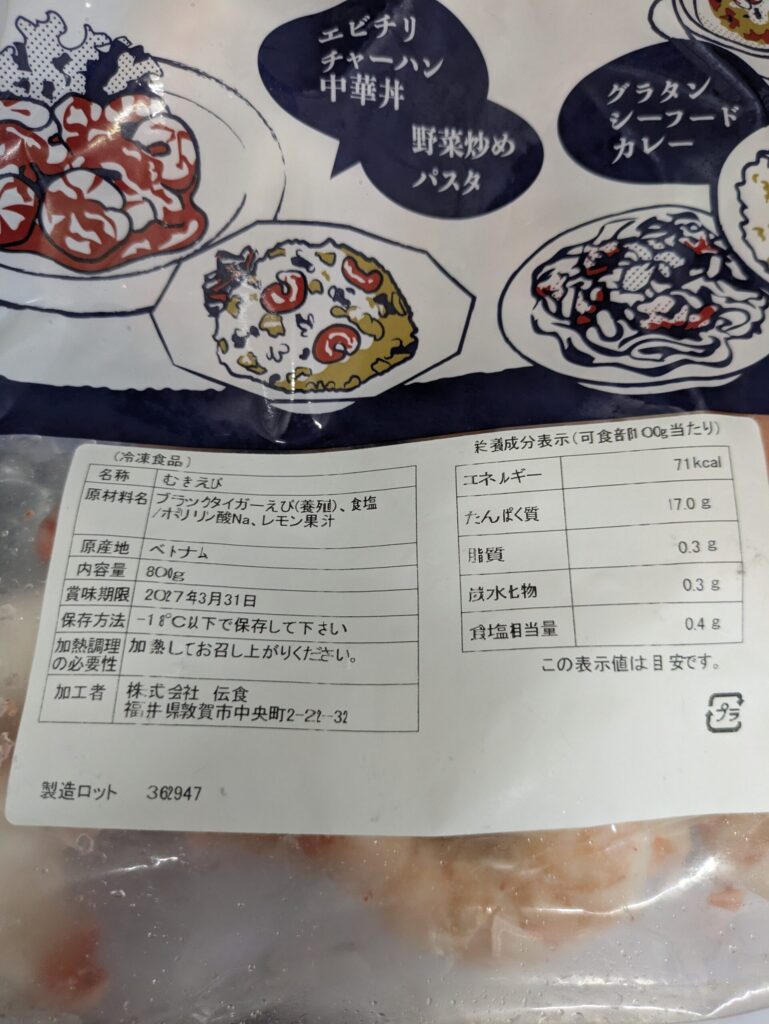 エビチリ
チャーハン
中華丼
野菜炒め
パスタ
グラタン
シーフード
カレー
(冷凍食品)
名称 むきえび
原材料名 ブラックタイガーえび(養殖)、食塩
/ポリリン酸Na、レモン果汁
原産地 ベトナム
内容量 800g
賞味期限 2027年3月31日
保存方法 -18℃以下で保存して下さい
加熱調理 加熱してお召し上がりください。
の必要性
加工者 株式会社 伝食
福井県敦賀市中央町2-22-32
製造ロット 362947
栄養成分表示(可食部100g当たり)
エネルギー 71kcal
たんぱく質 17.0g
脂質 0.3g
炭水化物 0.3g
食塩相当量 0.4g
この表示値は目安です。
プラ